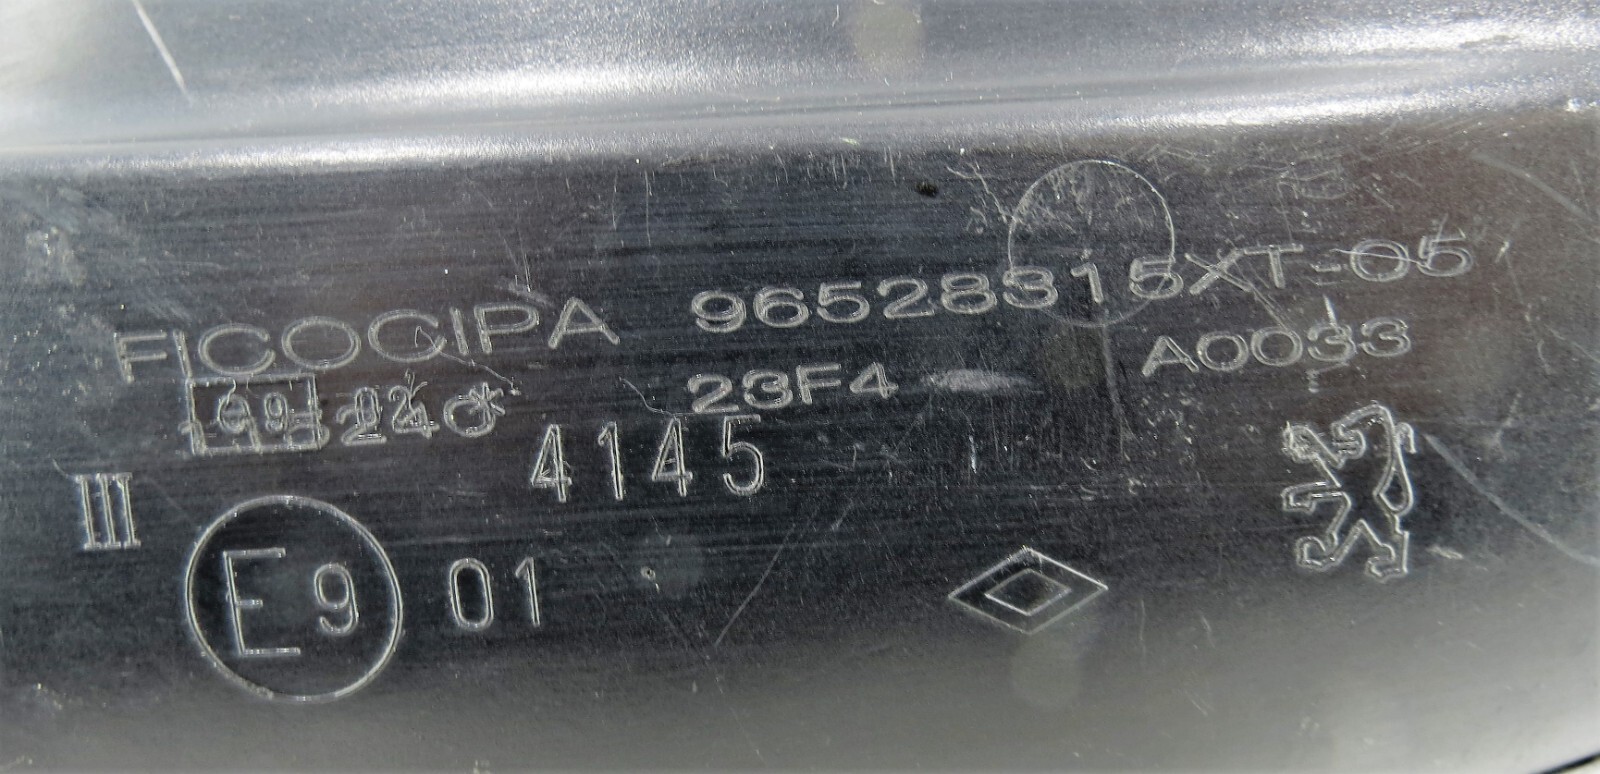 FICOCIPA 96528315XT-05
23F4 A0033
4145
III
E9 01